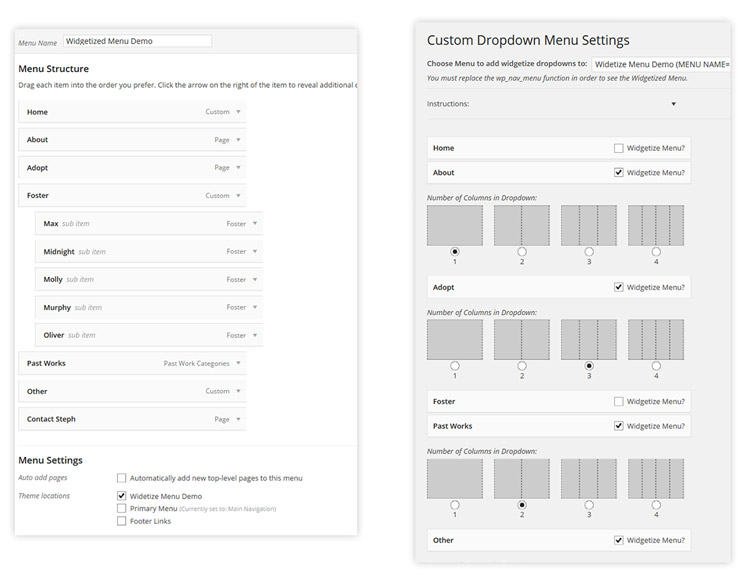 Menu Name Widgetized Menu Demo
Menu Structure
Drag each item into the order you prefer. Click the arrow on the right of the item to reveal additional c
Home Custom
About Page
Adopt Page
Foster Custom
Max sub item Foster
Midnight sub item Foster
Molly sub item Foster
Murphy sub item Foster
Oliver sub item Foster
Past Works Past Work Categories
Other Custom
Contact Steph Page
Menu Settings
Auto add pages Automatically add new top-level pages to this menu
Theme locations Widetize Menu Demo
Primary Menu (Currently set to: Main Navigation)
Footer Links
Custom Dropdown Menu Settings
Choose Menu to add widgetize dropdowns to: Widetize Menu Demo (MENU NAME=
You must replace the wp_nav_menu function in order to see the Widgetized Menu.
Instructions:
Home Widgetize Menu?
About Widgetize Menu?
Number of Columns in Dropdown:
1 2 3 4
Adopt Widgetize Menu?
Number of Columns in Dropdown:
1 2 3 4
Foster Widgetize Menu?
Past Works Widgetize Menu?
Number of Columns in Dropdown:
1 2 3 4
Other Widgetize Menu?